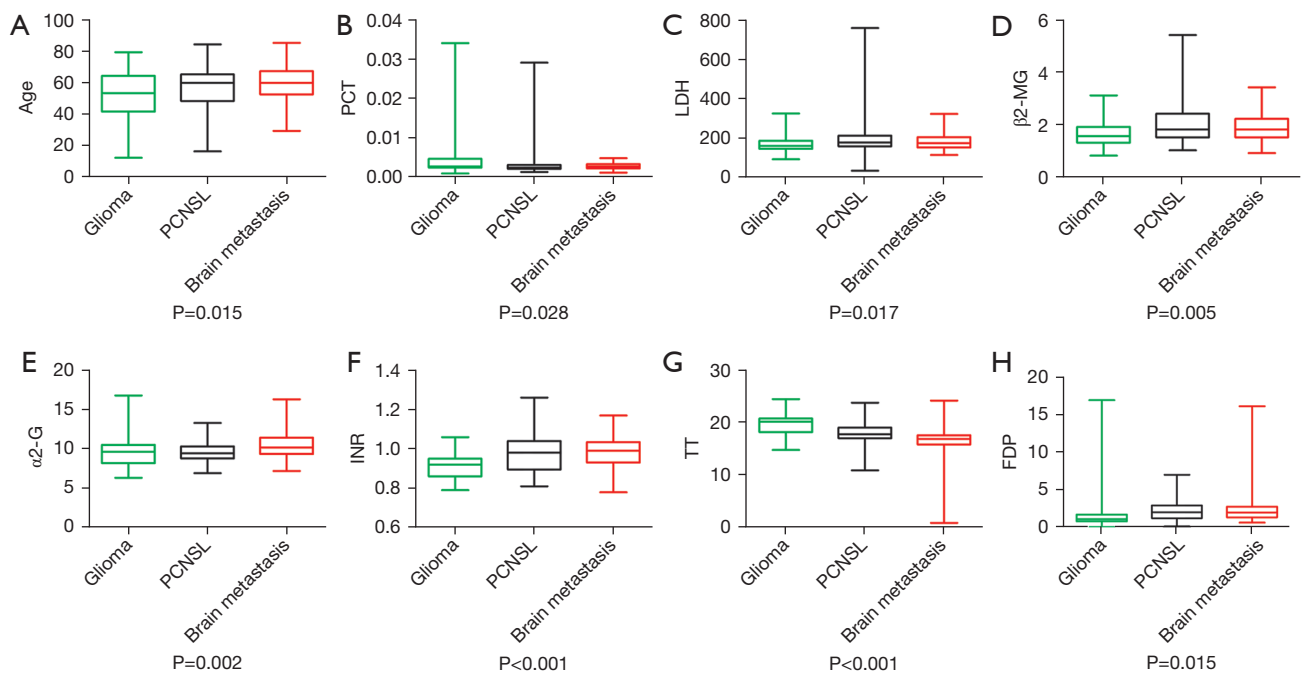 A
Age
100
80
60
40
20
0
Glioma
PCNSL
Brain metastasis
P=0.015
B
PCT
0.04
0.03
0.02
0.01
0.00
Glioma
PCNSL
Brain metastasis
P=0.028
C
LDH
800
600
400
200
0
Glioma
PCNSL
Brain metastasis
P=0.017
D
β2-MG
6
4
2
0
Glioma
PCNSL
Brain metastasis
P=0.005
E
α2-G
20
15
10
5
0
Glioma
PCNSL
Brain metastasis
P=0.002
F
INR
1.4
1.2
1.0
0.8
0.6
Glioma
PCNSL
Brain metastasis
P<0.001
G
TT
30
20
10
0
Glioma
PCNSL
Brain metastasis
P<0.001
H
FDP
20
15
10
5
0
Glioma
PCNSL
Brain metastasis
P=0.015